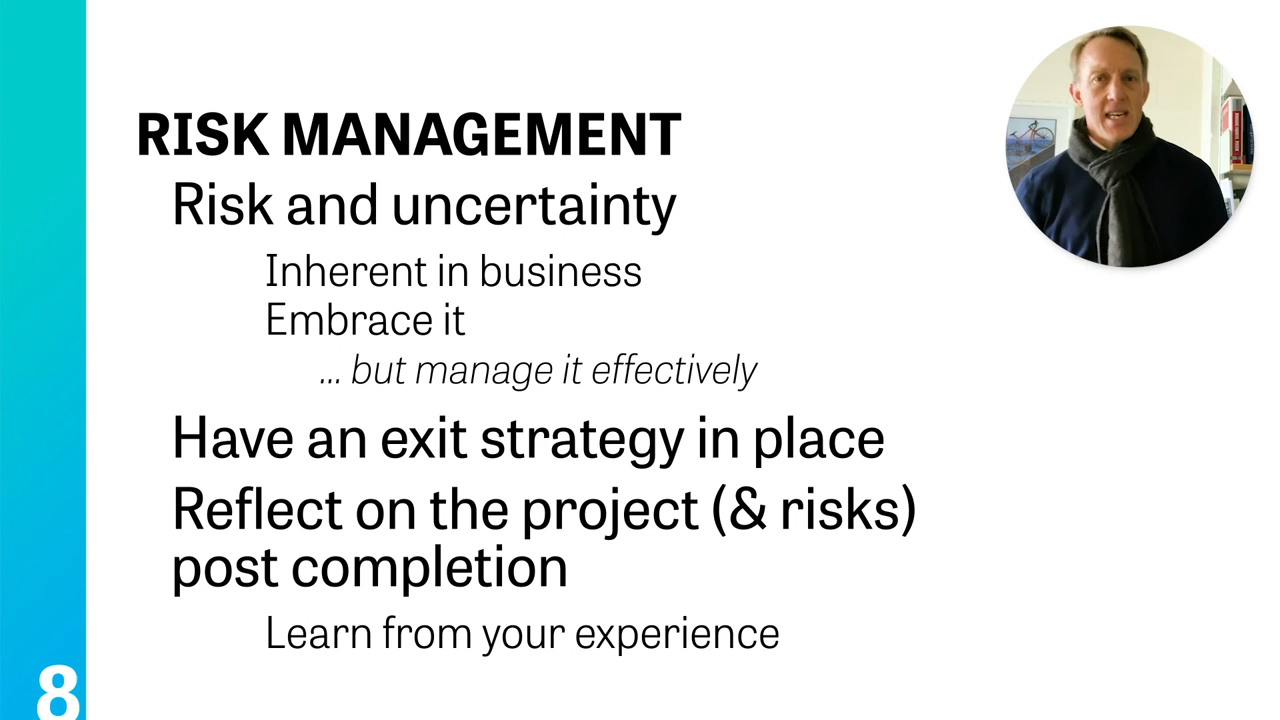 RISK MANAGEMENT
Risk and uncertainty
Inherent in business
Embrace it
... but manage it effectively
Have an exit strategy in place
Reflect on the project (& risks)
post completion
Learn from your experience
8